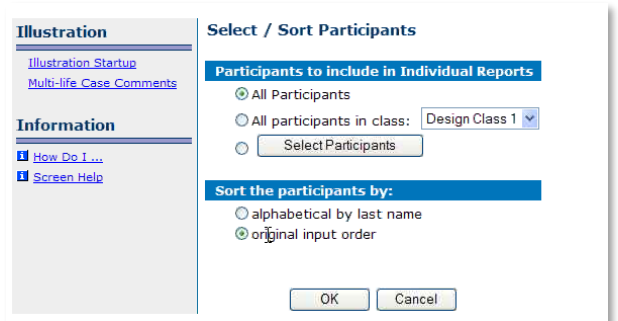 Illustration
Illustration Startup
Multi-life Case Comments
Information
How Do I ...
Screen Help
Select / Sort Participants
Participants to include in Individual Reports
All Participants
All participants in class: Design Class 1
Select Participants
Sort the participants by:
alphabetical by last name
original input order
OK Cancel